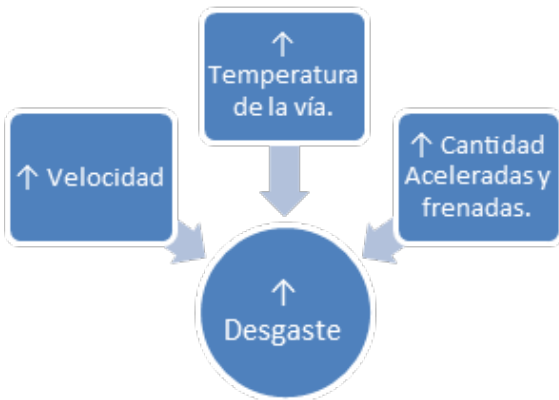 ↑
Temperatura
de la vía.
↑ Velocidad
↑ Cantidad
Aceleradas y
frenadas.
↑
Desgaste